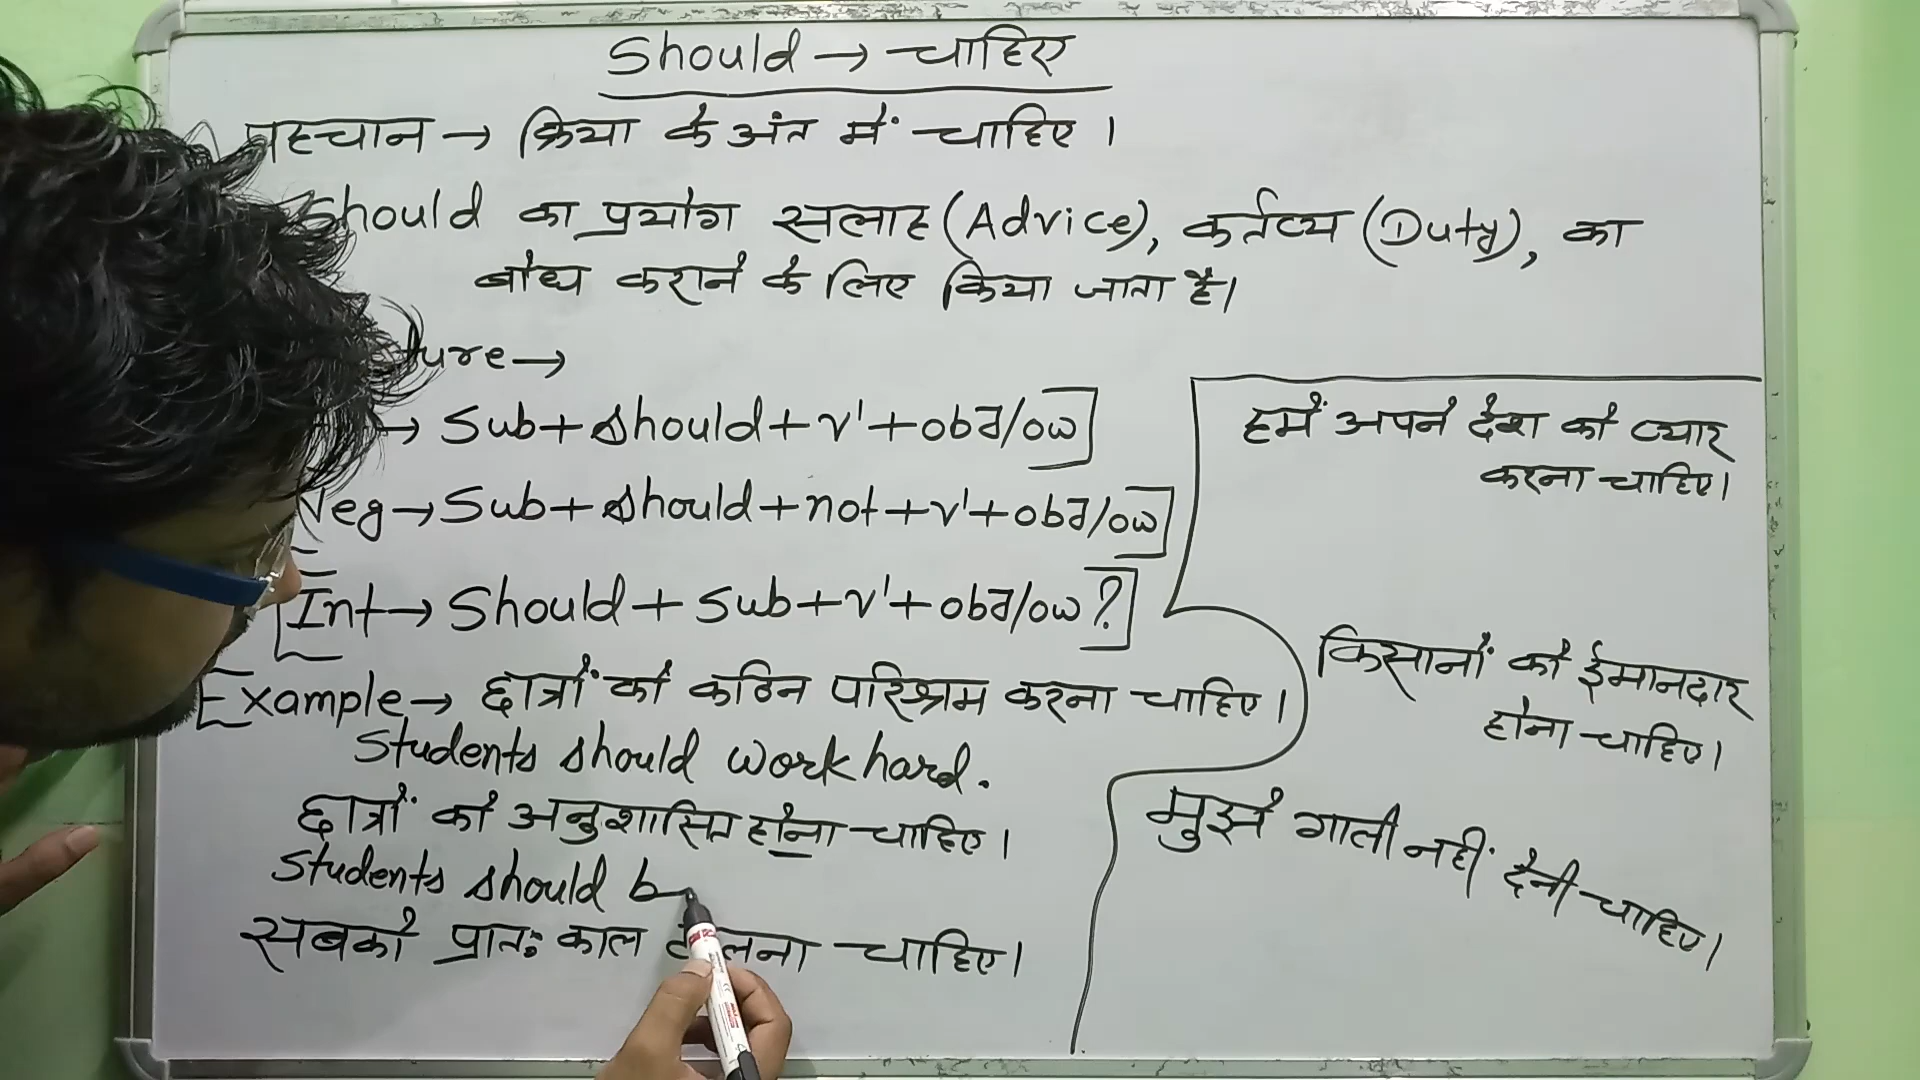 Should → चाहिए
पहचान → क्रिया के अंत में चाहिए ।
Should का प्रयोग सलाह (Advice), कर्तव्य (Duty), का
बोध कराने के लिए किया जाता है।
ture →
→ Sub + should + v¹ + obj/ow]
Neg → Sub + should + not + v¹ + obj/ow]
[Int → Should + sub + v¹ + obj/ow ?]
Example → छात्रों को कठिन परिश्रम करना चाहिए ।
Students should work hard.
छात्रों को अनुशासित होना चाहिए ।
Students should b
सबको प्रातः काल लना चाहिए ।
हमें अपने देश को प्यार
करना चाहिए।
किसानों को ईमानदार
होना चाहिए।
मुझे गाली नहीं देनी चाहिए।